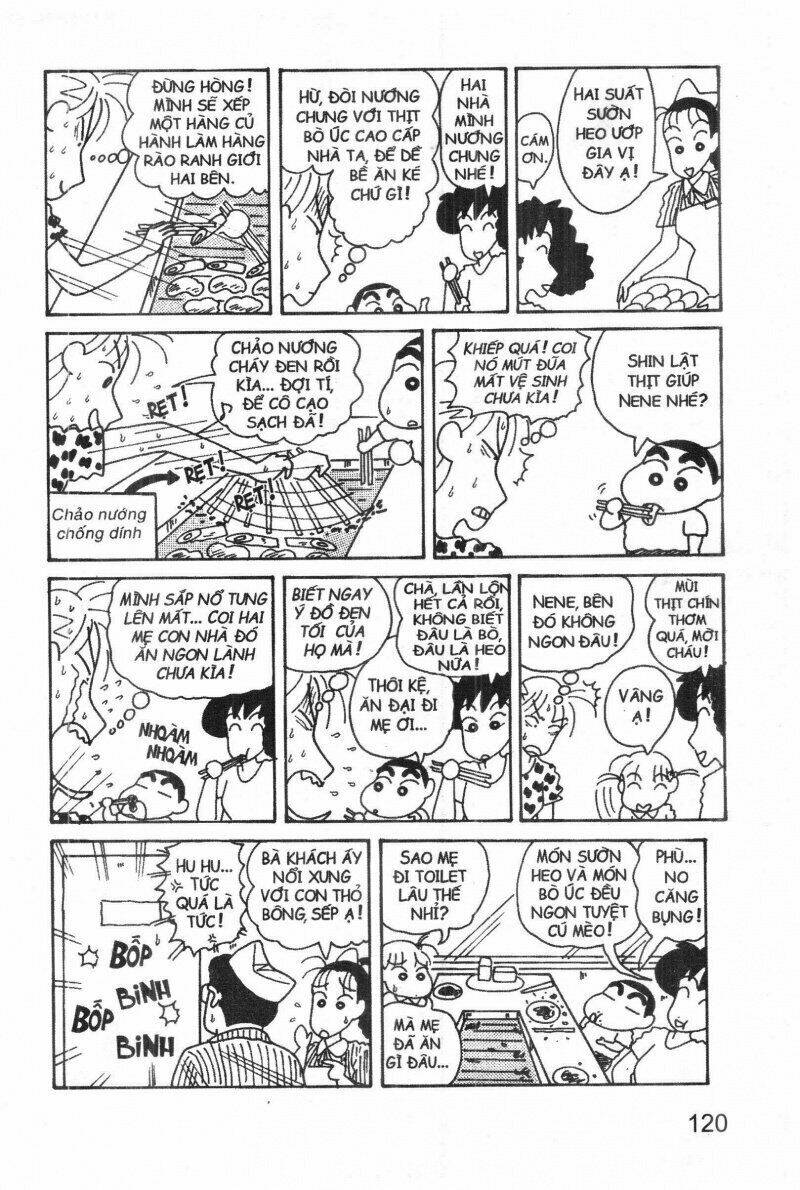 HAI SUẤT
SƯỜN
HEO ƯỚP
GIA VỊ
ĐÂY Ạ!
CÁM
ƠN.
HAI
NHÀ
MÌNH
NƯỚNG
CHUNG
NHÉ!
HỪ, ĐÒI NƯỚNG
CHUNG VỚI THỊT
BÒ ÚC CAO CẤP
NHÀ TA, ĐỂ DỄ
BỀ ĂN KÉ
CHỨ GÌ!
ĐỪNG HÒNG!
MÌNH SẼ XẾP
MỘT HÀNG CỦ
HÀNH LÀM HÀNG
RÀO RANH GIỚI
HAI BÊN.
SHIN LẬT
THỊT GIÚP
NENE NHÉ?
KHIẾP QUÁ! COI
NÓ MÚT ĐŨA
MẤT VỆ SINH
CHƯA KÌA!
CHẢO NƯỚNG
CHÁY ĐEN RỒI
KÌA... ĐỢI TÍ,
ĐỂ CÔ CẠO
SẠCH ĐÃ!
RẸT!
RẸT!
RẸT!
Chảo nướng
chống dính
MÙI
THỊT CHÍN
THƠM
QUÁ, MỜI
CHÁU!
VÂNG
Ạ!
NENE, BÊN
ĐÓ KHÔNG
NGON ĐÂU!
CHÀ, LẪN LỘN
HẾT CẢ RỒI,
KHÔNG BIẾT
ĐÂU LÀ BÒ,
ĐÂU LÀ HEO
NỮA!
THÔI KỆ,
ĂN ĐẠI ĐI
MẸ ƠI...
BIẾT NGAY
Ý ĐỒ ĐEN
TỐI CỦA
HỌ MÀ!
MÌNH SẮP NỔ TUNG
LÊN MẤT... COI HAI
MẸ CON NHÀ ĐÓ
ĂN NGON LÀNH
CHƯA KÌA!
NHOÀM
NHOÀM
PHÙ...
NO
CĂNG
BỤNG!
MÓN SƯỜN
HEO VÀ MÓN
BÒ ÚC ĐỀU
NGON TUYỆT
CÚ MÈO!
SAO MẸ
ĐI TOILET
LÂU THẾ
NHỈ?
MÀ MẸ
ĐÃ ĂN
GÌ ĐÂU...
BÀ KHÁCH ẤY
NỔI XUNG
VỚI CON THỎ
BÔNG, SẾP Ạ!
HU HU...
TỨC
QUÁ LÀ
TỨC!
BỐP
BINH
BỐP
BINH
120